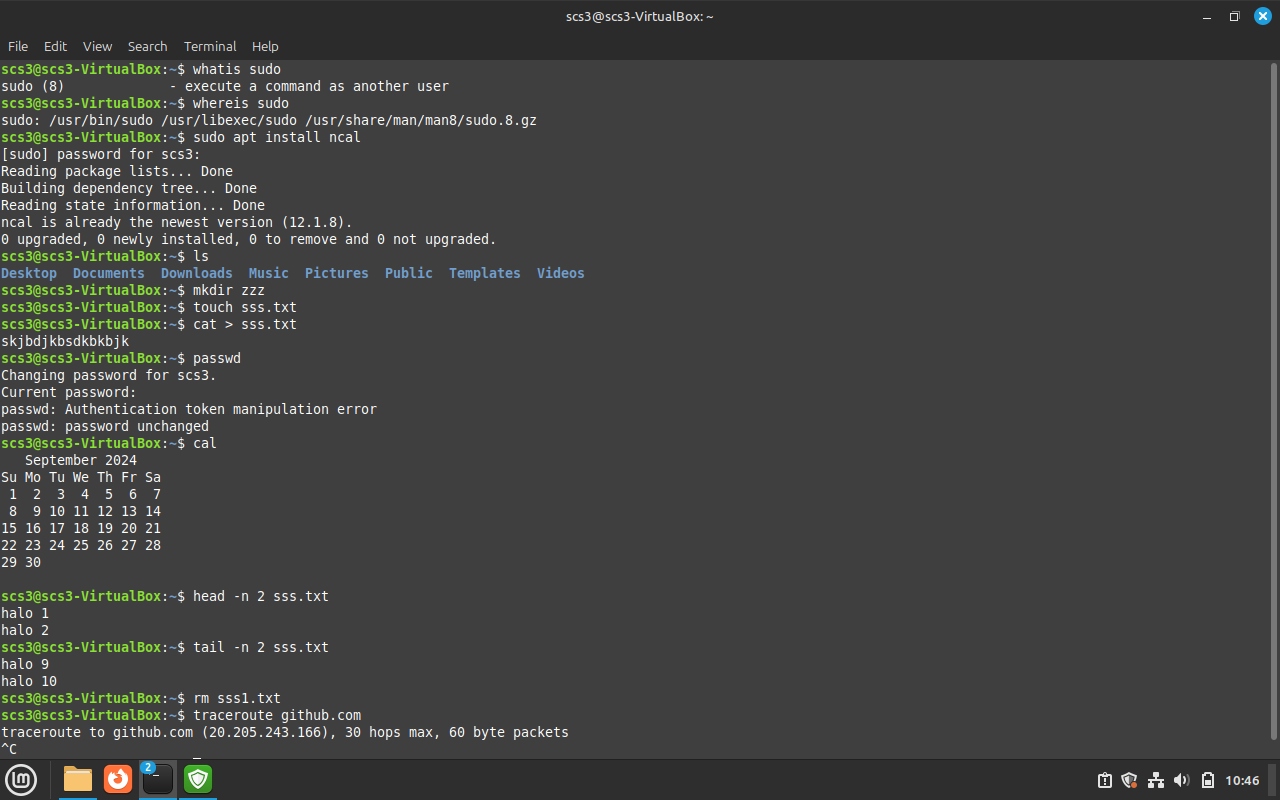 scs3@scs3-VirtualBox: ~
File Edit View Search Terminal Help
scs3@scs3-VirtualBox:~$ whatis sudo
sudo (8)             - execute a command as another user
scs3@scs3-VirtualBox:~$ whereis sudo
sudo: /usr/bin/sudo /usr/libexec/sudo /usr/share/man/man8/sudo.8.gz
scs3@scs3-VirtualBox:~$ sudo apt install ncal
[sudo] password for scs3:
Reading package lists... Done
Building dependency tree... Done
Reading state information... Done
ncal is already the newest version (12.1.8).
0 upgraded, 0 newly installed, 0 to remove and 0 not upgraded.
scs3@scs3-VirtualBox:~$ ls
Desktop  Documents  Downloads  Music  Pictures  Public  Templates  Videos
scs3@scs3-VirtualBox:~$ mkdir zzz
scs3@scs3-VirtualBox:~$ touch sss.txt
scs3@scs3-VirtualBox:~$ cat > sss.txt
skjbdjkbsdkbkbjk
scs3@scs3-VirtualBox:~$ passwd
Changing password for scs3.
Current password:
passwd: Authentication token manipulation error
passwd: password unchanged
scs3@scs3-VirtualBox:~$ cal
   September 2024
Su Mo Tu We Th Fr Sa
 1  2  3  4  5  6  7
 8  9 10 11 12 13 14
15 16 17 18 19 20 21
22 23 24 25 26 27 28
29 30
scs3@scs3-VirtualBox:~$ head -n 2 sss.txt
halo 1
halo 2
scs3@scs3-VirtualBox:~$ tail -n 2 sss.txt
halo 9
halo 10
scs3@scs3-VirtualBox:~$ rm sss1.txt
scs3@scs3-VirtualBox:~$ traceroute github.com
traceroute to github.com (20.205.243.166), 30 hops max, 60 byte packets
^C
2
10:46